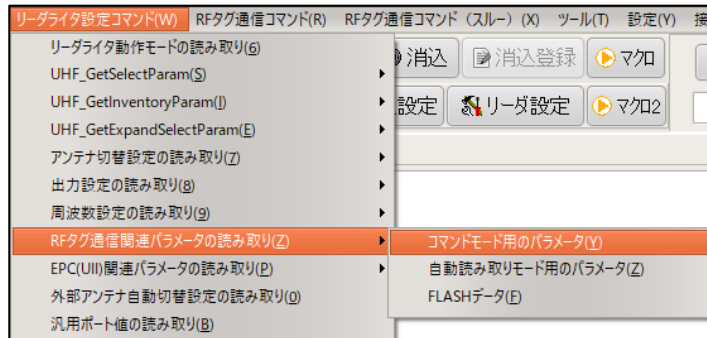 リーダライタ設定コマンド(W) RFタグ通信コマンド(R) RFタグ通信コマンド（スルー）(X) ツール(T) 設定(Y) 接
リーダライタ動作モードの読み取り(6)
UHF_GetSelectParam(S)
UHF_GetInventoryParam(I)
UHF_GetExpandSelectParam(E)
アンテナ切替設定の読み取り(7)
出力設定の読み取り(8)
周波数設定の読み取り(9)
RFタグ通信関連パラメータの読み取り(Z)
EPC(UII)関連パラメータの読み取り(P)
外部アンテナ自動切替設定の読み取り(0)
汎用ポート値の読み取り(B)
消込 消込登録 マクロ
設定 リーダ設定 マクロ2
コマンドモード用のパラメータ(Y)
自動読み取りモード用のパラメータ(Z)
FLASHデータ(F)